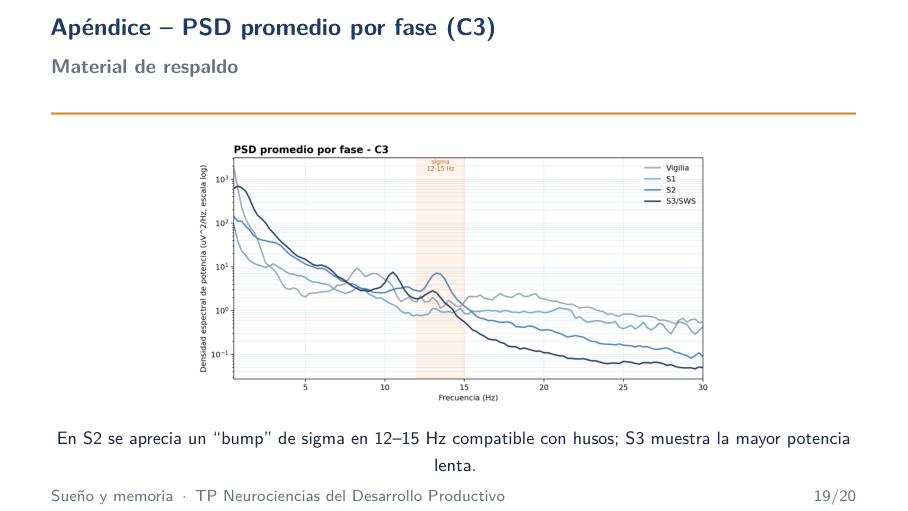 Apéndice – PSD promedio por fase (C3)
Material de respaldo
PSD promedio por fase - C3
sigma
12-15 Hz
Vigilia
S1
S2
S3/SWS
Densidad espectral de potencia (uV^2/Hz, escala log)
10³
10²
10¹
10⁰
10⁻¹
5 10 15 20 25 30
Frecuencia (Hz)
En S2 se aprecia un “bump” de sigma en 12–15 Hz compatible con husos; S3 muestra la mayor potencia
lenta.
Sueño y memoria · TP Neurociencias del Desarrollo Productivo 19/20